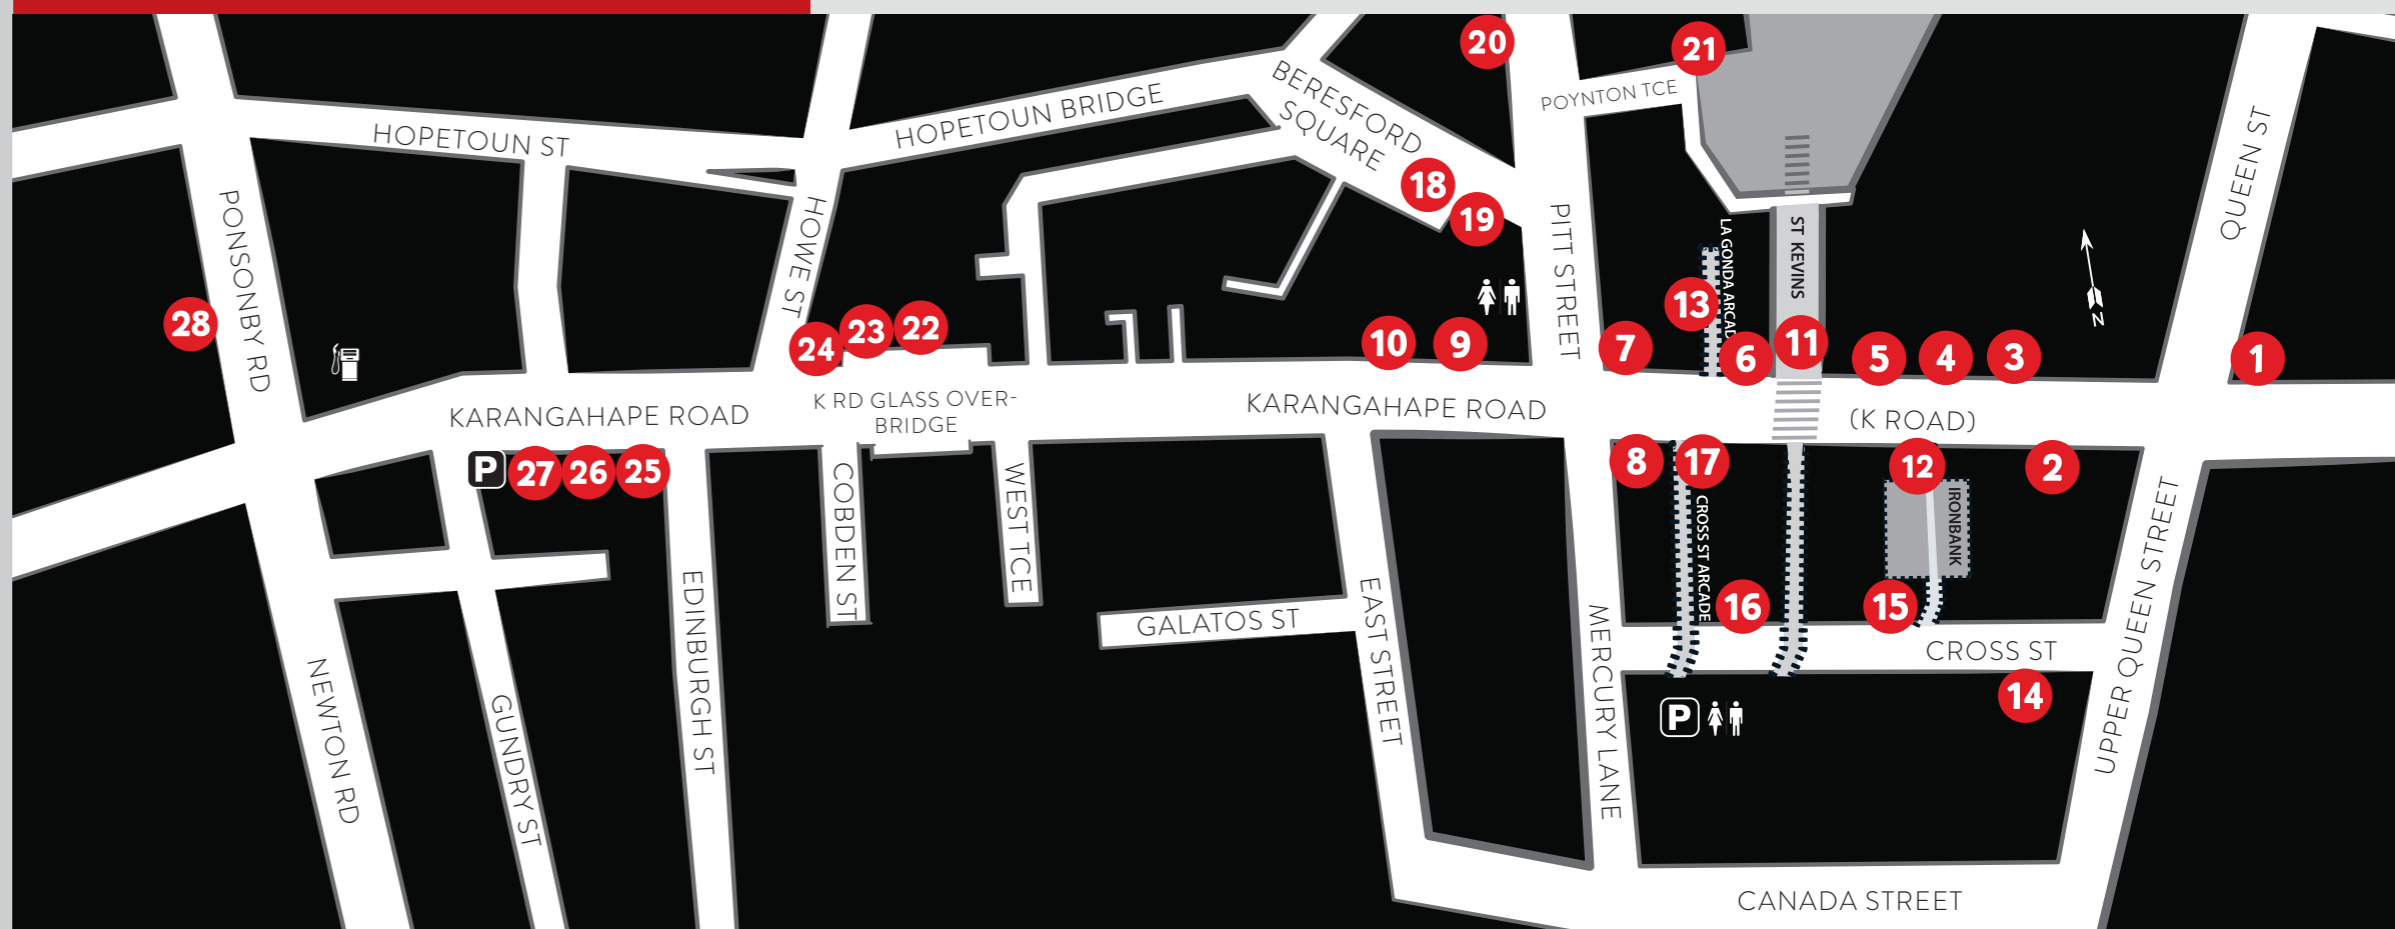 20
21
HOPETOUN ST
HOPETOUN BRIDGE
BERESFORD
SQUARE
POYNTON TCE
QUEEN ST
PONSONBY RD
HOWE ST
18
19
PITT STREET
LA GONDA ARCAD
ST KEVINS
N
28
24
23
22
10
9
7
13
6
11
5
4
3
1
KARANGAHAPE ROAD
K RD GLASS OVER-
BRIDGE
KARANGAHAPE ROAD
(K ROAD)
P
27
26
25
COBDEN ST
WEST TCE
8
17
12
2
CROSS ST ARCADE
IRONBANK
EDINBURGH ST
GALATOS ST
EAST STREET
MERCURY LANE
16
15
CROSS ST
UPPER QUEEN STREET
NEWTON RD
GUNDRY ST
P
14
CANADA STREET